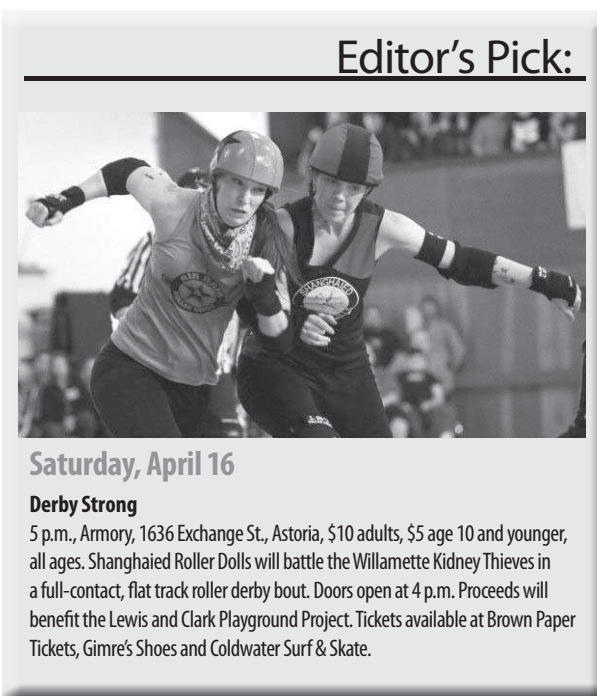 Editor's Pick:
SHANGHAIED
Saturday, April 16
Derby Strong
5 p.m., Armory, 1636 Exchange St., Astoria, $10 adults, $5 age 10 and younger,
all ages. Shanghaied Roller Dolls will battle the Willamette Kidney Thieves in
a full-contact, flat track roller derby bout. Doors open at 4 p.m. Proceeds will
benefit the Lewis and Clark Playground Project. Tickets available at Brown Paper
Tickets, Gimre's Shoes and Coldwater Surf & Skate.